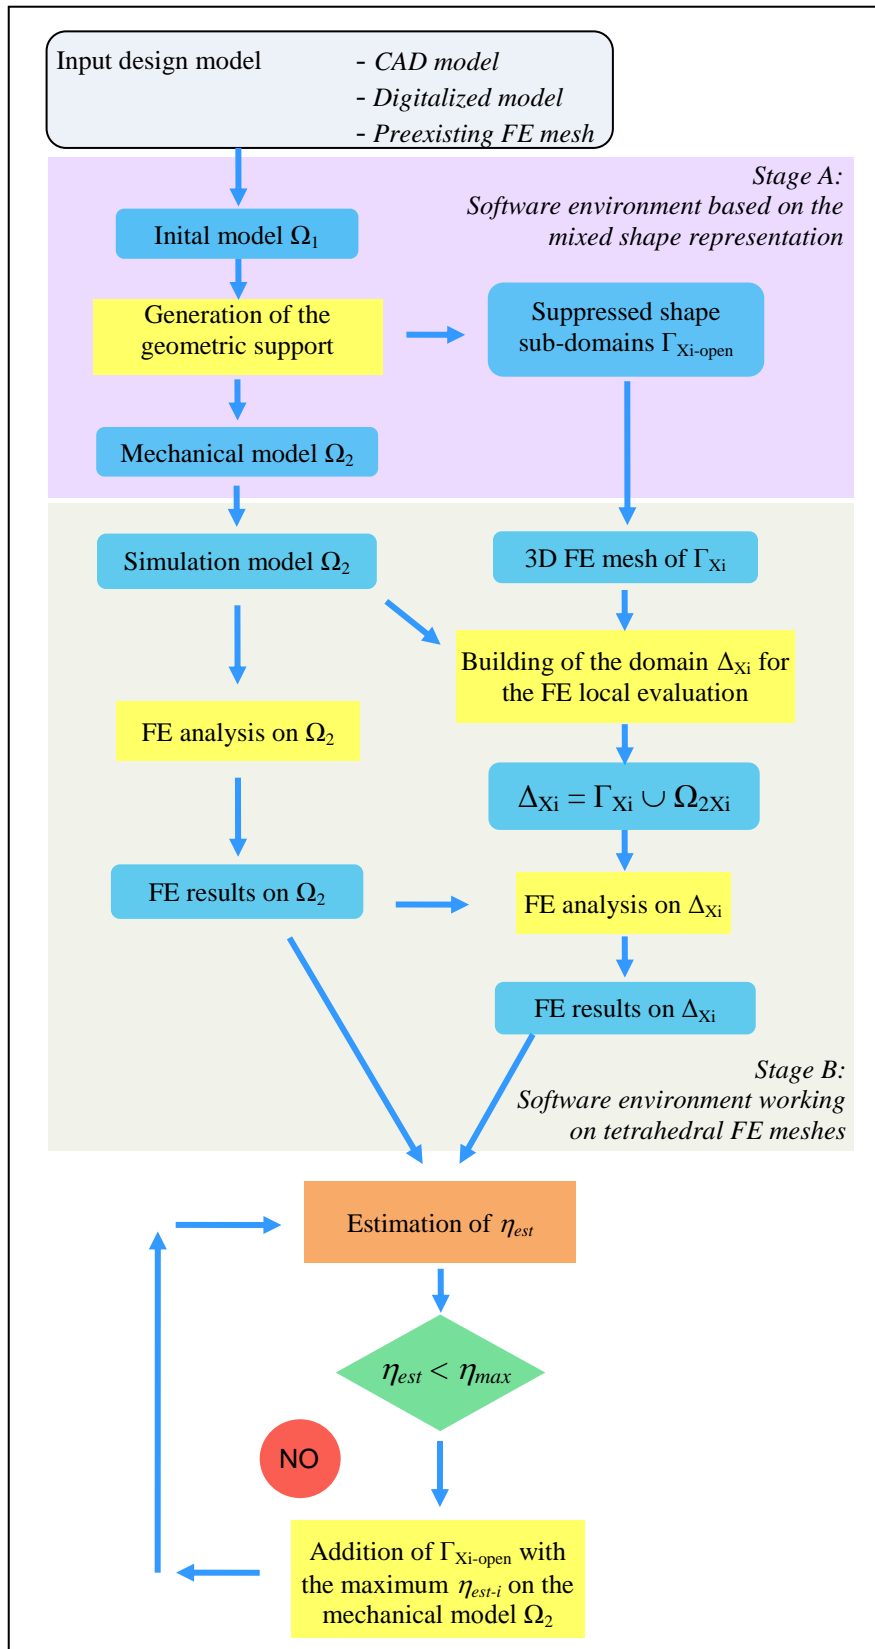 Input design model - CAD model
- Digitalized model
- Preexisting FE mesh
Stage A:
Software environment based on the
mixed shape representation
Inital model Ω1
Generation of the
geometric support
Suppressed shape
sub-domains ΓXi-open
Mechanical model Ω2
Simulation model Ω2
3D FE mesh of ΓXi
Building of the domain ΔXi for
the FE local evaluation
FE analysis on Ω2
ΔXi = ΓXi ∪ Ω2Xi
FE results on Ω2
FE analysis on ΔXi
FE results on ΔXi
Stage B:
Software environment working
on tetrahedral FE meshes
Estimation of ηest
ηest < ηmax
NO
Addition of ΓXi-open with
the maximum ηest-i on the
mechanical model Ω2